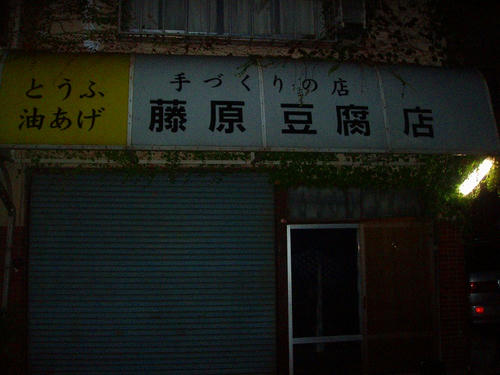 とうふ
油あげ
手づくりの店
藤原豆腐店